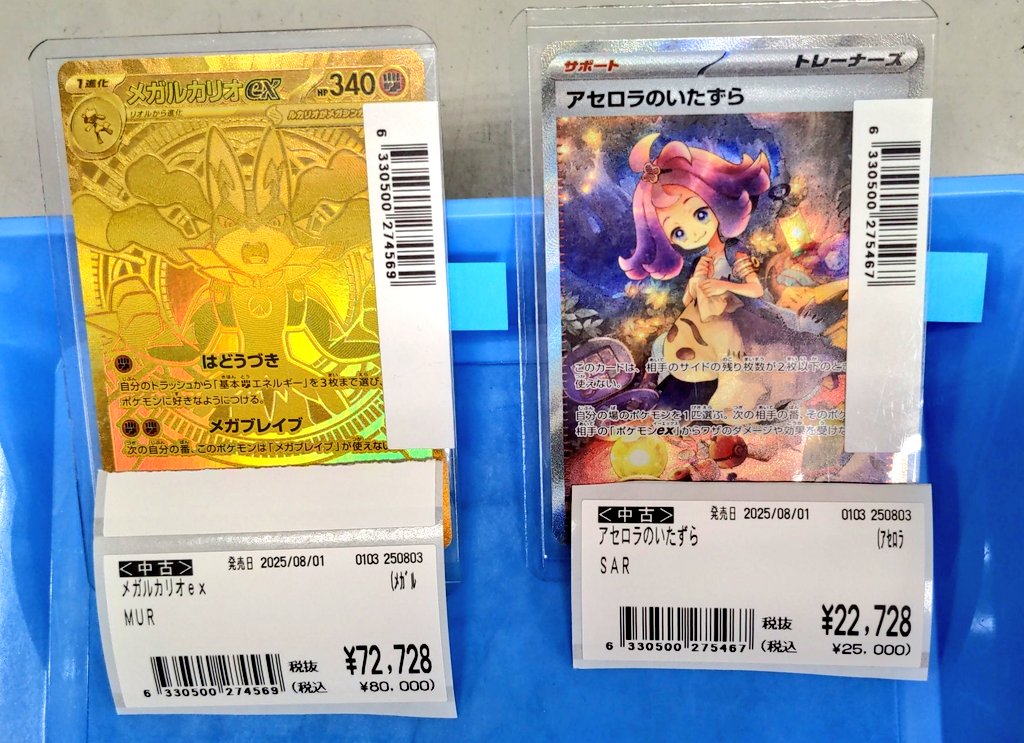 1進化
メガルカリオex
HP340
リオルから進化
6 330500 274569
はどうづき
自分のトラッシュから「基本 エネルギー」を3枚まで選び、
ポケモンに好きなようにつける。
メガブレイブ
次の自分の番、このポケモンは「メガブレイブ」が使えな
<中古> 発売日 2025/08/01 0103 250803
メガルカリオex (メガル
MUR
税抜 ¥72,728
6 330500 274569 (税込 ¥80,000)
サポート トレーナーズ
アセロラのいたずら
6 330500 275467
このカードは、相手のサイドの残り枚数が2枚以下のと
使えない。
自分の場のポケモンを1匹選ぶ。次の相手の番、そのポケ
相手の「ポケモンex」からワザのダメージや効果を受けな
<中古> 発売日 2025/08/01 0103 250803
アセロラのいたずら (アセロラ
SAR
税抜 ¥22,728
6 330500 275467 (税込 ¥25,000)